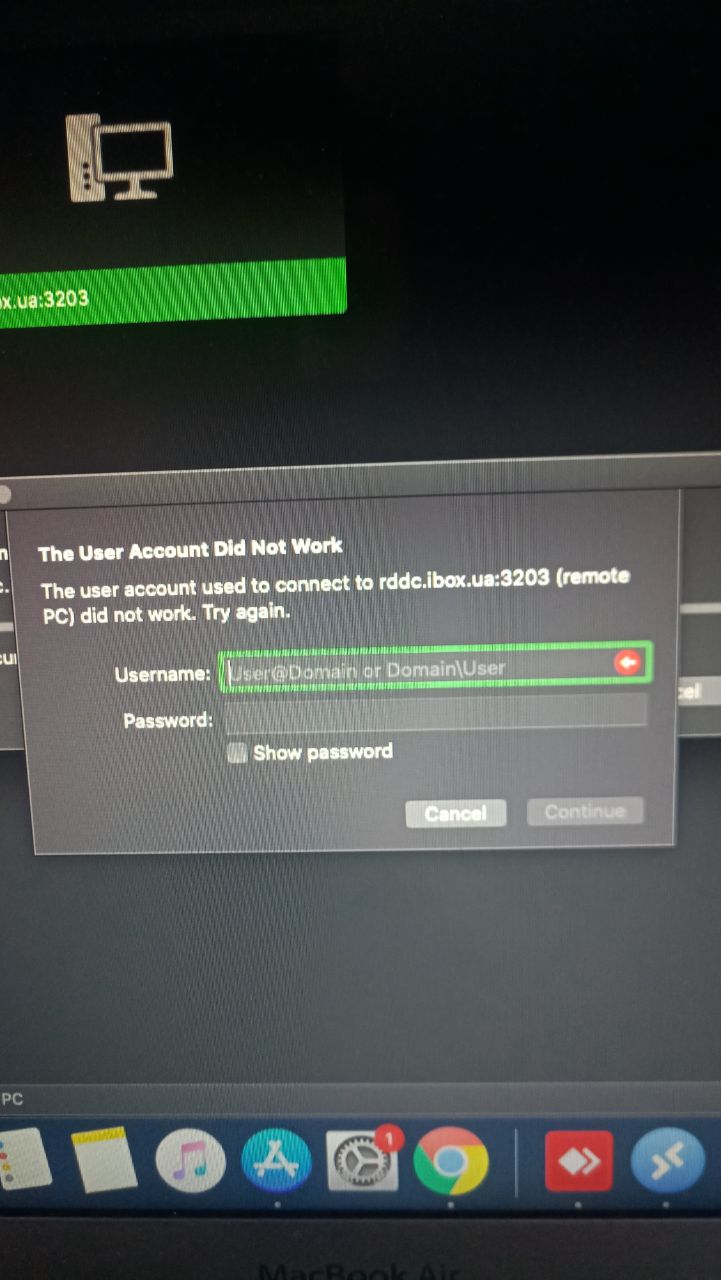 x.ua:3203
The User Account Did Not Work
The user account used to connect to rddc.ibox.ua:3203 (remote
PC) did not work. Try again.
Username: User@Domain or Domain\User
Password:
Show password
Cancel Continue
cel
PC
1
MacBook Air